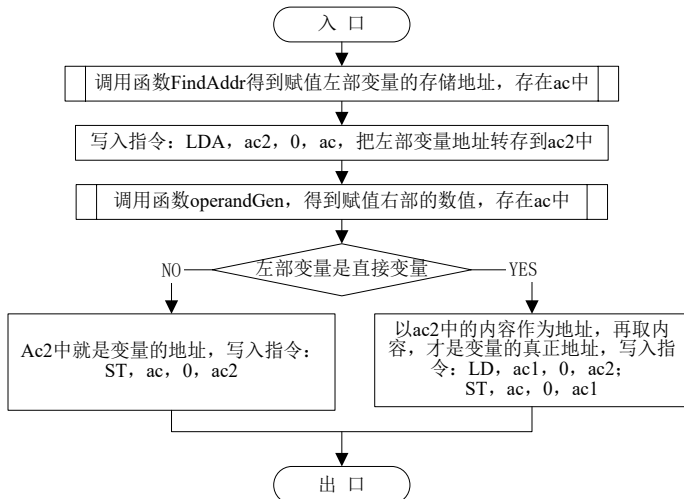 入 口
调用函数FindAddr得到赋值左部变量的存储地址，存在ac中
写入指令：LDA，ac2，0，ac，把左部变量地址转存到ac2中
调用函数operandGen，得到赋值右部的数值，存在ac中
NO
左部变量是直接变量
YES
Ac2中就是变量的地址，写入指令：
ST，ac，0，ac2
以ac2中的内容作为地址，再取内
容，才是变量的真正地址，写入指
令：LD，ac1，0，ac2；
ST，ac，0，ac1
出 口